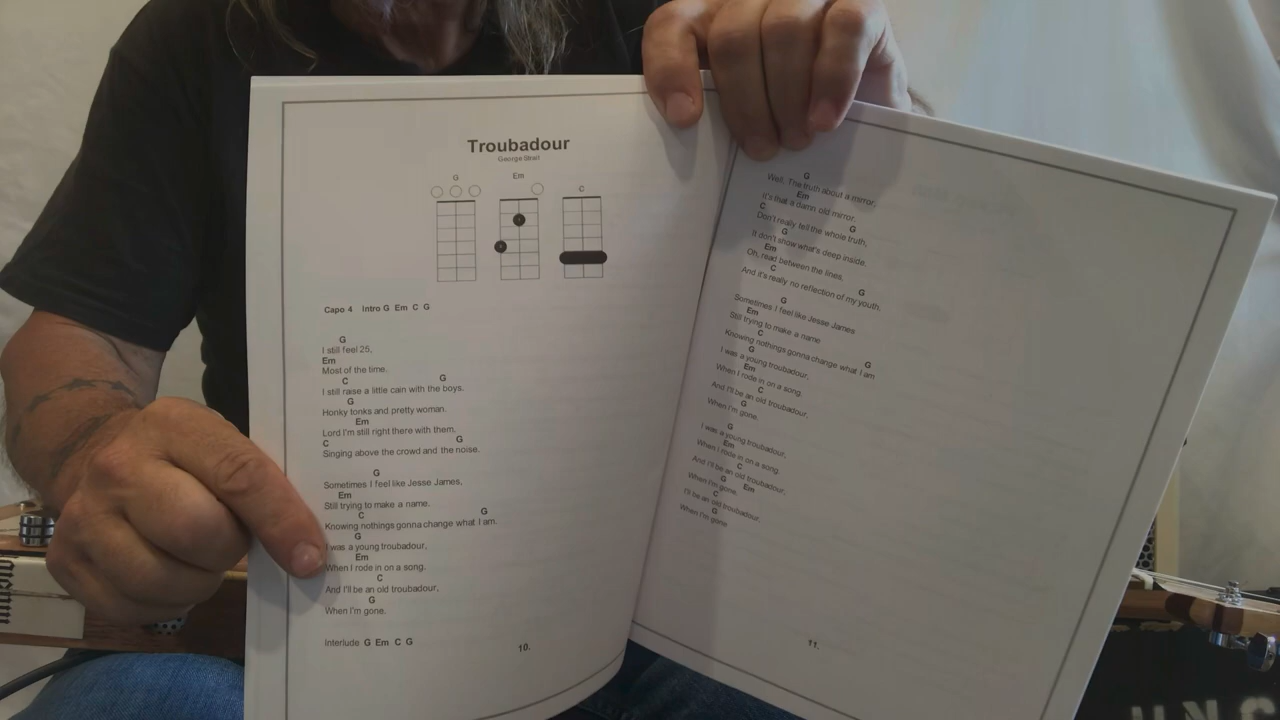 Troubadour
George Strait
G Em C
Capo 4 Intro G Em C G
G
I still feel 25,
Em
Most of the time.
C G
I still raise a little cain with the boys.
G
Honky tonks and pretty woman.
Em
Lord I'm still right there with them.
C G
Singing above the crowd and the noise.
G
Sometimes I feel like Jesse James,
Em
Still trying to make a name.
C G
Knowing nothings gonna change what I am.
G
I was a young troubadour,
Em
When I rode in on a song.
C
And I'll be an old troubadour,
G
When I'm gone.
Interlude G Em C G
10.
G
Well, The truth about a mirror,
Em
It's that a damn old mirror.
C G
Don't really tell the whole truth,
G
It don't show what's deep inside.
Em
Oh, read between the lines,
C G
And it's really no reflection of my youth.
G
Sometimes I feel like Jesse James
Em
Still trying to make a name
C G
Knowing nothings gonna change what I am
G
I was a young troubadour,
Em
When I rode in on a song.
C
And I'll be an old troubadour,
G
When I'm gone.
G
I was a young troubadour,
Em
When I rode in on a song.
C
And I'll be an old troubadour,
G Em
When I'm gone.
C
I'll be an old troubadour,
G
When I'm gone.
11.